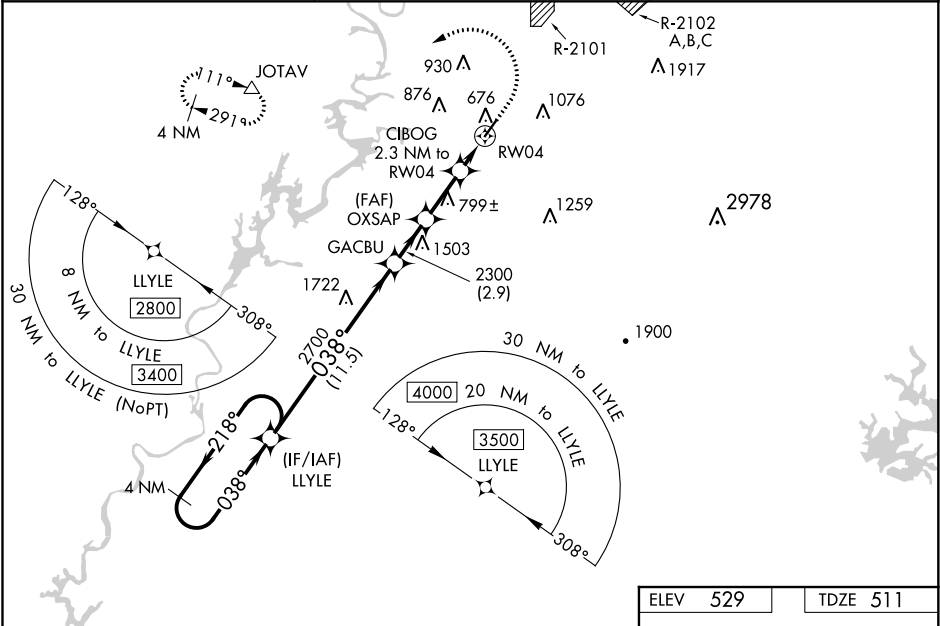 R-2101
R-2102
A,B,C
930
1917
JOTAV
111°
291°
4 NM
876
676
1076
CIBOG
2.3 NM to
RW04
RW04
(FAF)
OXSAP
799±
1259
2978
GACBU
1503
2300
(2.9)
1722
128°
LLYLE
2800
308°
8 NM to LLYLE
3400
30 NM to LLYLE (NoPT)
2700
038°
(11.5)
1900
30 NM to LLYLE
4000
20 NM to LLYLE
128°
3500
LLYLE
308°
218°
038°
4 NM
(IF/IAF)
LLYLE
ELEV 529
TDZE 511